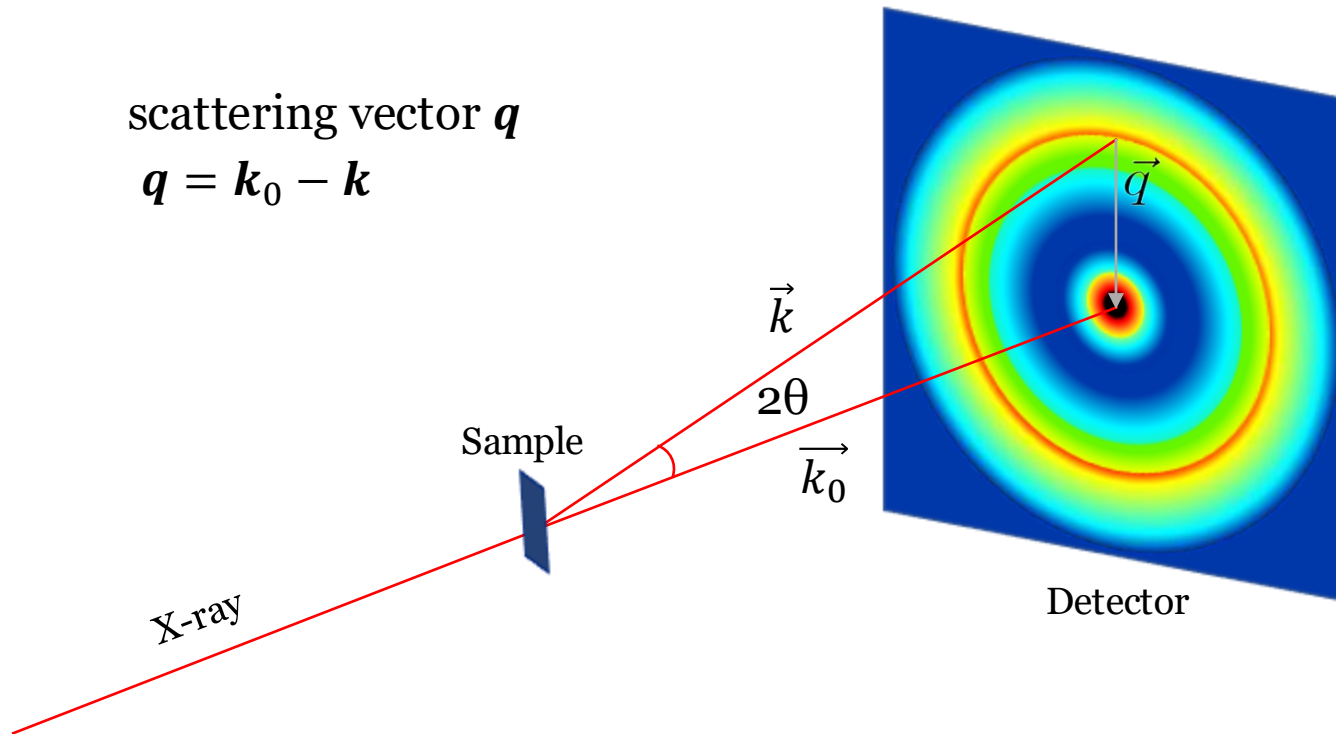 scattering vector q
q = k₀ − k
q⃗
k⃗
2θ
k₀⃗
Sample
X-ray
Detector